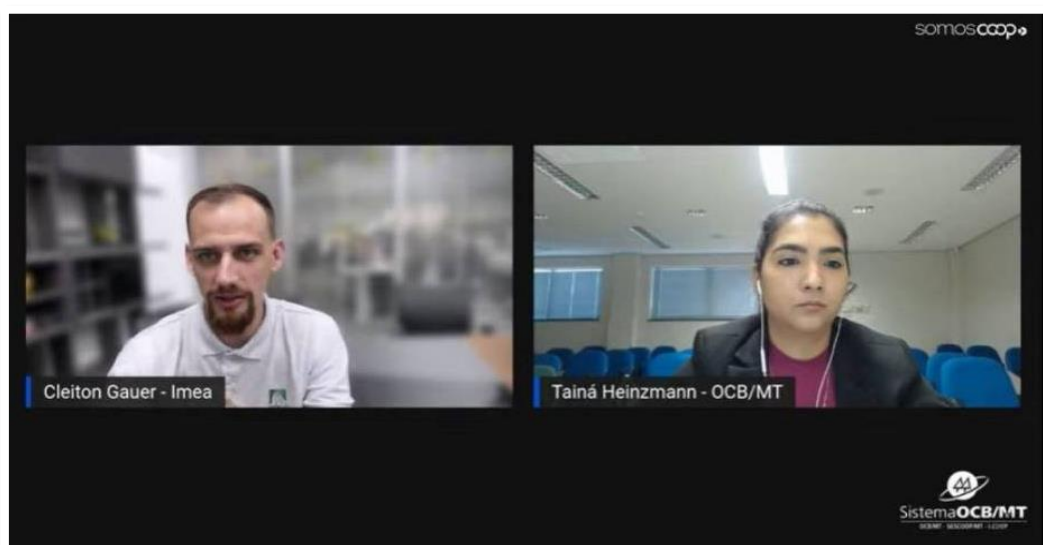 somoscoop
Cleiton Gauer - Imea
Tainá Heinzmann - OCB/MT
SistemaOCB/MT